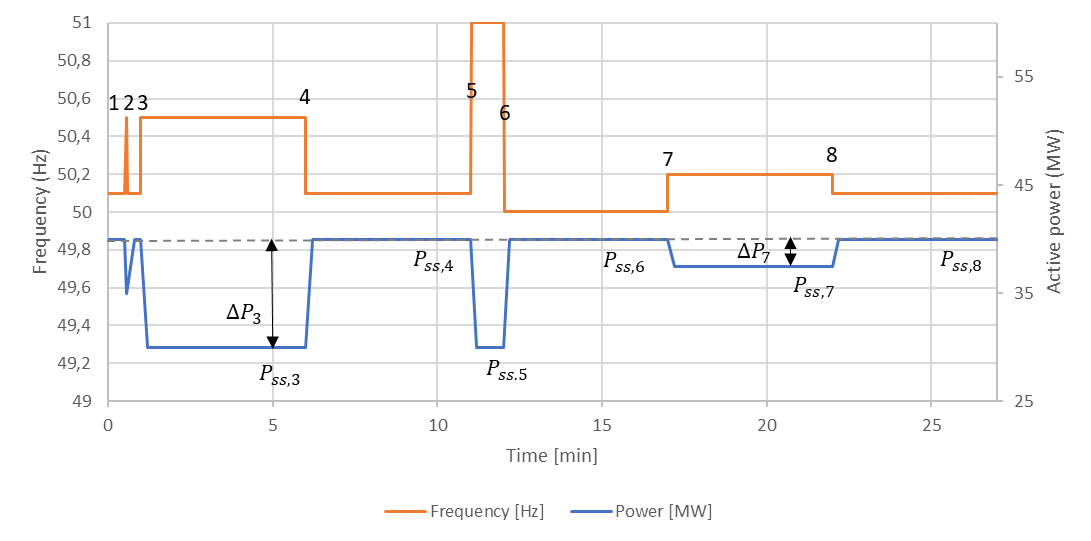 51
50,8
50,6
50,4
50,2
50
49,8
49,6
49,4
49,2
49
Frequency (Hz)
1 2 3
4
5
6
7
8
55
45
35
25
Active power (MW)
ΔP3
Pss,3
Pss,4
Pss.5
Pss,6
ΔP7
Pss,7
Pss,8
0 5 10 15 20 25
Time [min]
Frequency [Hz] Power [MW]